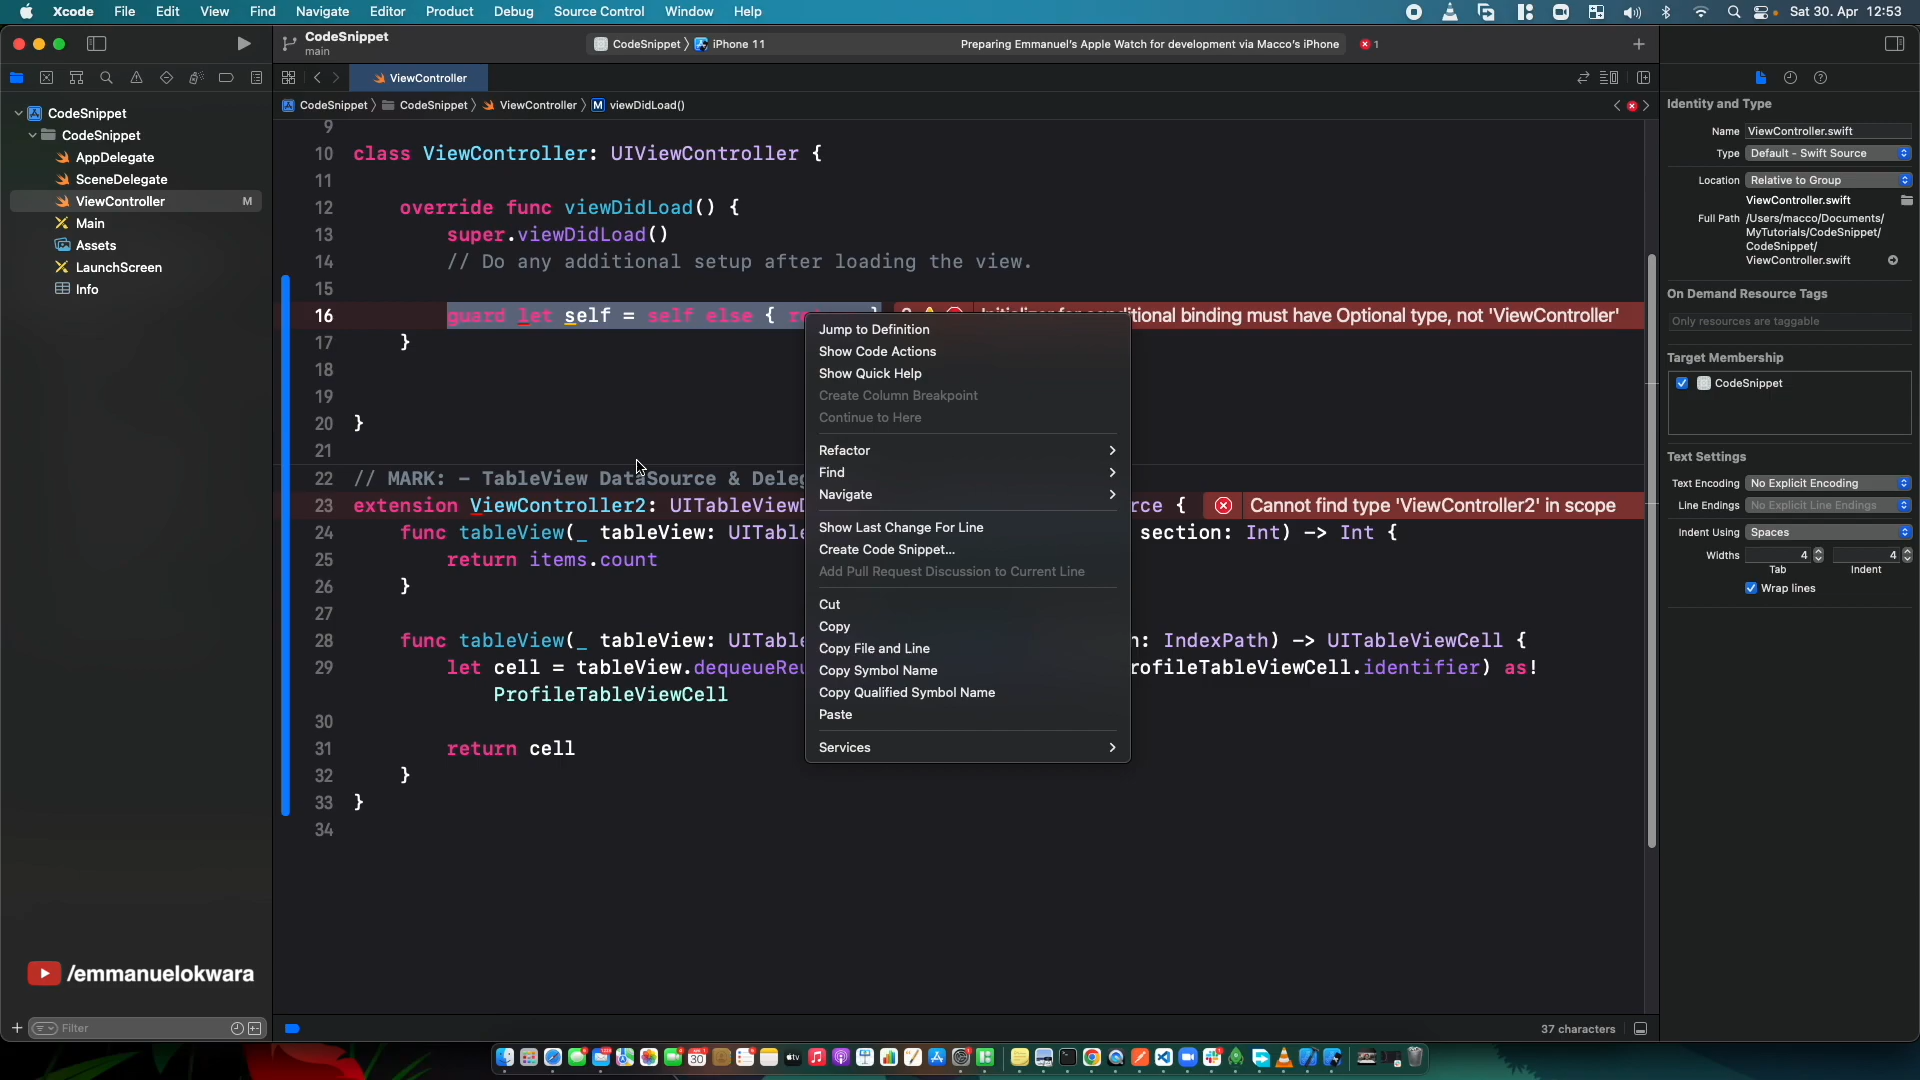 Xcode File Edit View Find Navigate Editor Product Debug Source Control Window Help Sat 30. Apr 12:53
CodeSnippet
main
CodeSnippet 〉 iPhone 11
Preparing Emmanuel's Apple Watch for development via Macco's iPhone
1
ViewController
CodeSnippet 〉 CodeSnippet 〉 ViewController 〉 M viewDidLoad()
CodeSnippet
CodeSnippet
AppDelegate
SceneDelegate
ViewController M
Main
Assets
LaunchScreen
Info
9
10 class ViewController: UIViewController {
11
12 override func viewDidLoad() {
13 super.viewDidLoad()
14 // Do any additional setup after loading the view.
15
16 guard let self = self else {
binding must have Optional type, not 'ViewController'
17 }
18
19
20 }
21
22 // MARK: - TableView DataSource &
23 extension ViewController2: {
Cannot find type 'ViewController2' in scope
24 func tableView(_ tableView: section: Int) -> Int {
25 return items.count
26 }
27
28 func tableView(_ tableView: IndexPath) -> UITableViewCell {
29 let cell = .identifier) as!
ProfileTableViewCell
30
31 return cell
32 }
33 }
34
Jump to Definition
Show Code Actions
Show Quick Help
Create Column Breakpoint
Continue to Here
Refactor
Find
Navigate
Show Last Change For Line
Create Code Snippet...
Add Pull Request Discussion to Current Line
Cut
Copy
Copy File and Line
Copy Symbol Name
Copy Qualified Symbol Name
Paste
Services
Identity and Type
Name ViewController.swift
Type Default - Swift Source
Location Relative to Group
ViewController.swift
Full Path /Users/macco/Documents/
MyTutorials/CodeSnippet/
CodeSnippet/
ViewController.swift
On Demand Resource Tags
Only resources are taggable
Target Membership
CodeSnippet
Text Settings
Text Encoding No Explicit Encoding
Line Endings No Explicit Line Endings
Indent Using Spaces
Widths 4 4
Tab Indent
Wrap lines
/emmanuelokwara
Filter
37 characters